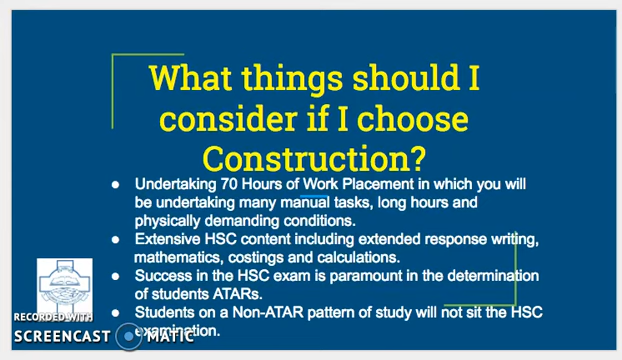 What things should I
consider if I choose
Construction?
● Undertaking 70 Hours of Work Placement in which you will
be undertaking many manual tasks, long hours and
physically demanding conditions.
● Extensive HSC content including extended response writing,
mathematics, costings and calculations.
● Success in the HSC exam is paramount in the determination
of students ATARs.
● Students on a Non-ATAR pattern of study will not sit the HSC
examination.
RECORDED WITH
SCREENCAST MATIC